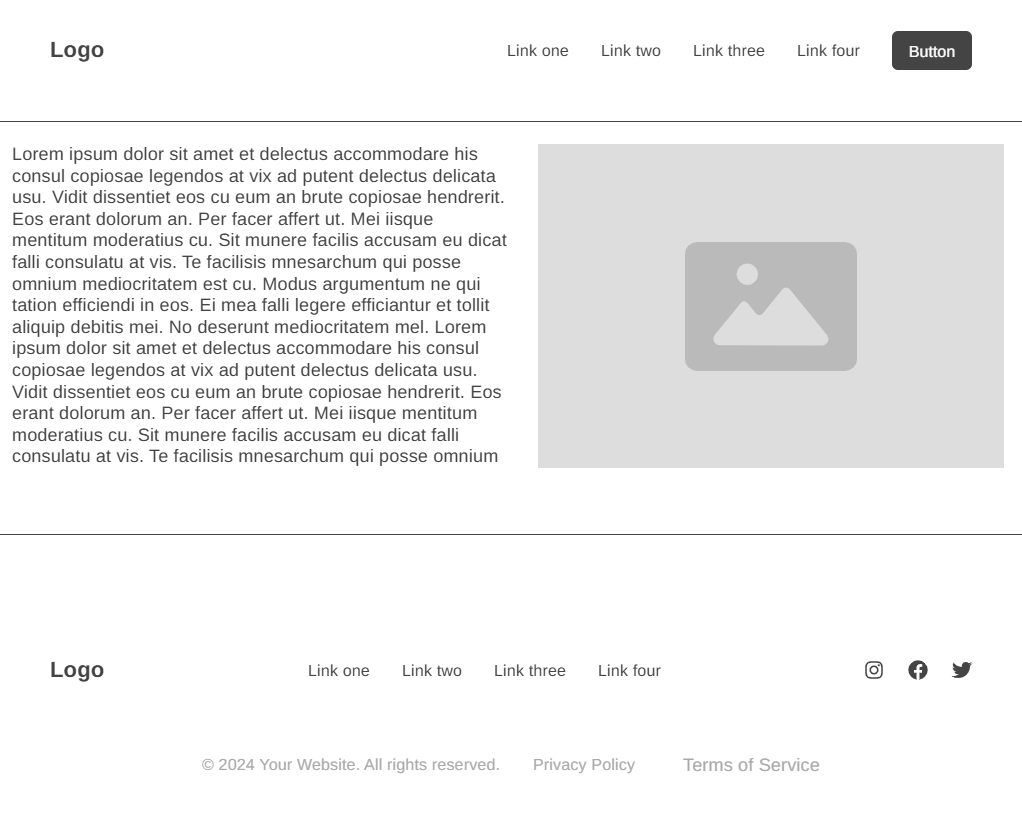 Logo
Link one Link two Link three Link four Button
Lorem ipsum dolor sit amet et delectus accommodare his
consul copiosae legendos at vix ad putent delectus delicata
usu. Vidit dissentiet eos cu eum an brute copiosae hendrerit.
Eos erant dolorum an. Per facer affert ut. Mei iisque
mentitum moderatius cu. Sit munere facilis accusam eu dicat
falli consulatu at vis. Te facilisis mnesarchum qui posse
omnium mediocritatem est cu. Modus argumentum ne qui
tation efficiendi in eos. Ei mea falli legere efficiantur et tollit
aliquip debitis mei. No deserunt mediocritatem mel. Lorem
ipsum dolor sit amet et delectus accommodare his consul
copiosae legendos at vix ad putent delectus delicata usu.
Vidit dissentiet eos cu eum an brute copiosae hendrerit. Eos
erant dolorum an. Per facer affert ut. Mei iisque mentitum
moderatius cu. Sit munere facilis accusam eu dicat falli
consulatu at vis. Te facilisis mnesarchum qui posse omnium
Logo
Link one Link two Link three Link four
© 2024 Your Website. All rights reserved. Privacy Policy Terms of Service